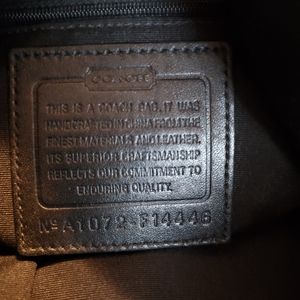 COACH
THIS IS A COACH BAG. IT WAS
HANDCRAFTED IN CHINA FROM THE
FINEST MATERIALS AND LEATHER.
ITS SUPERIOR CRAFTSMANSHIP
REFLECTS OUR COMMITMENT TO
ENDURING QUALITY.
Nº A1072-F14446